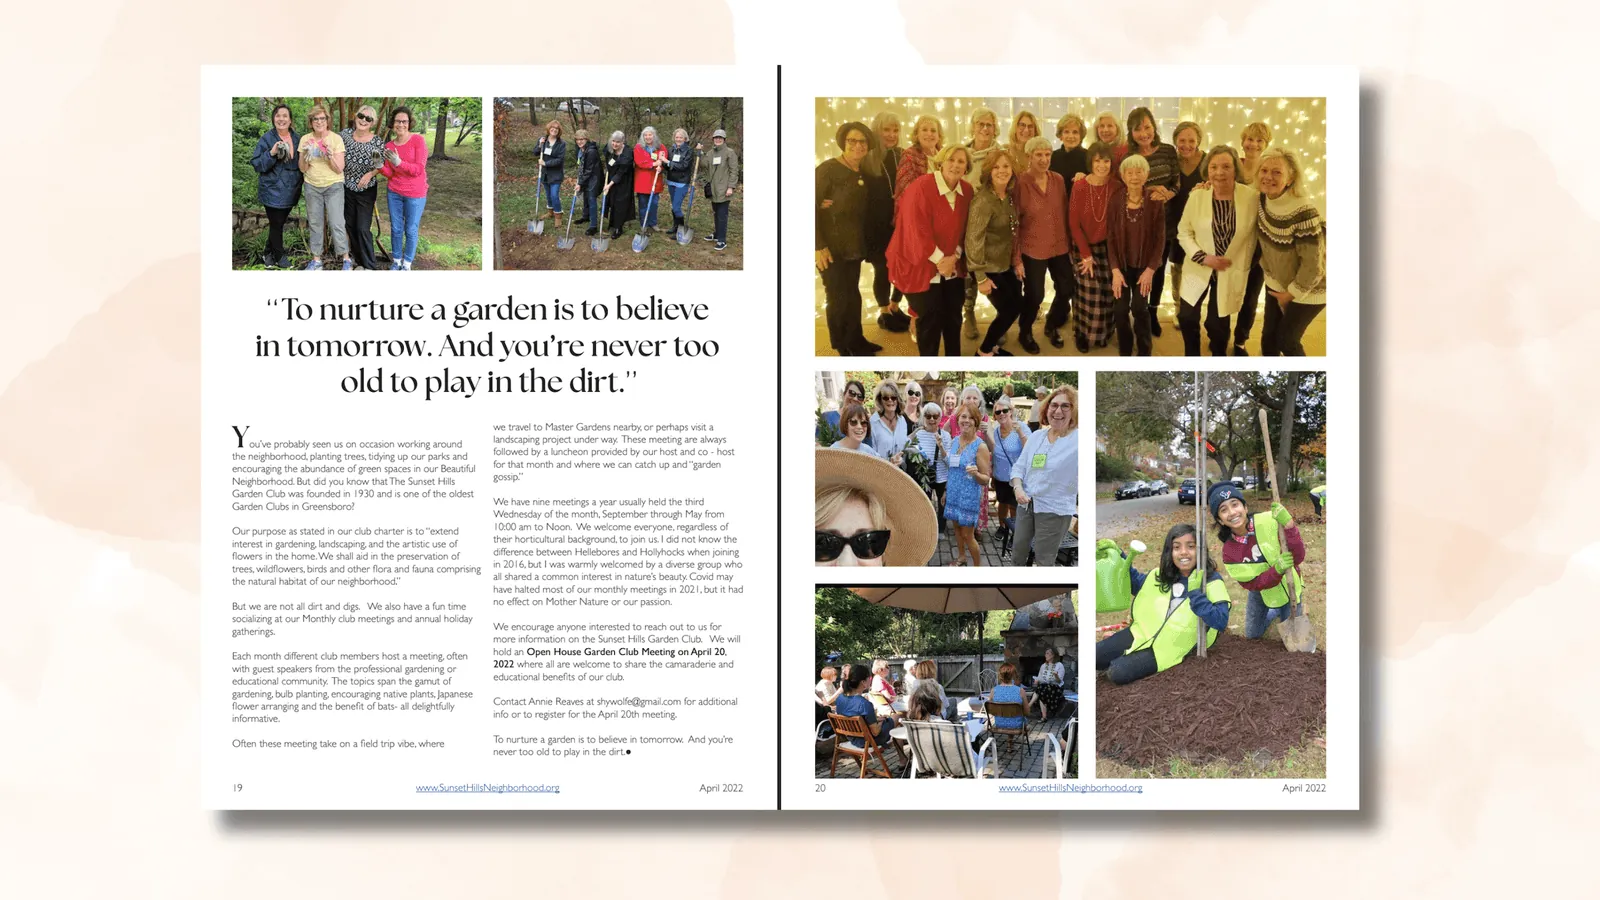 “To nurture a garden is to believe
in tomorrow. And you’re never too
old to play in the dirt.”
You’ve probably seen us on occasion working around
the neighborhood, planting trees, tidying up our parks and
encouraging the abundance of green spaces in our Beautiful
Neighborhood. But did you know that The Sunset Hills
Garden Club was founded in 1930 and is one of the oldest
Garden Clubs in Greensboro?
Our purpose as stated in our club charter is to “extend
interest in gardening, landscaping, and the artistic use of
flowers in the home. We shall aid in the preservation of
trees, wildflowers, birds and other flora and fauna comprising
the natural habitat of our neighborhood.”
But we are not all dirt and digs. We also have a fun time
socializing at our Monthly club meetings and annual holiday
gatherings.
Each month different club members host a meeting, often
with guest speakers from the professional gardening or
educational community. The topics span the gamut of
gardening, bulb planting, encouraging native plants, Japanese
flower arranging and the benefit of bats- all delightfully
informative.
Often these meeting take on a field trip vibe, where
we travel to Master Gardens nearby, or perhaps visit a
landscaping project under way. These meeting are always
followed by a luncheon provided by our host and co - host
for that month and where we can catch up and “garden
gossip.”
We have nine meetings a year usually held the third
Wednesday of the month, September through May from
10:00 am to Noon. We welcome everyone, regardless of
their horticultural background, to join us. I did not know the
difference between Hellebores and Hollyhocks when joining
in 2016, but I was warmly welcomed by a diverse group who
all shared a common interest in nature’s beauty. Covid may
have halted most of our monthly meetings in 2021, but it had
no effect on Mother Nature or our passion.
We encourage anyone interested to reach out to us for
more information on the Sunset Hills Garden Club. We will
hold an Open House Garden Club Meeting on April 20,
2022 where all are welcome to share the camaraderie and
educational benefits of our club.
Contact Annie Reaves at shywolfe@gmail.com for additional
info or to register for the April 20th meeting.
To nurture a garden is to believe in tomorrow. And you’re
never too old to play in the dirt.●
19
www.SunsetHillsNeighborhood.org
April 2022
20
www.SunsetHillsNeighborhood.org
April 2022